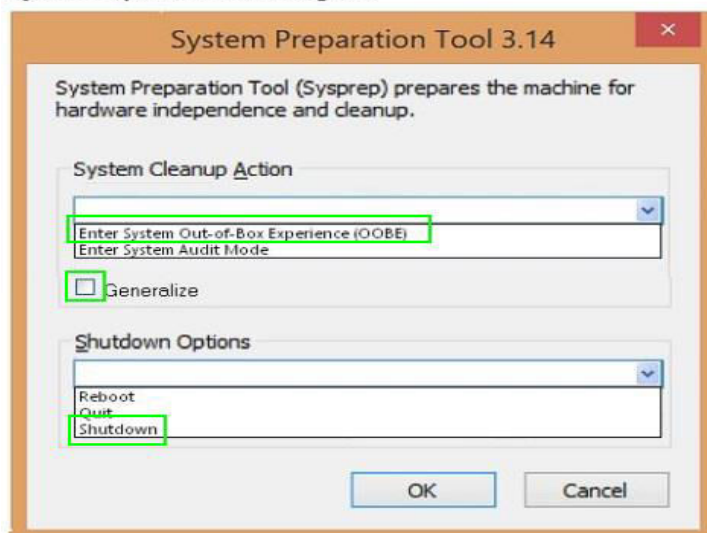 System Preparation Tool 3.14
System Preparation Tool (Sysprep) prepares the machine for
hardware independence and cleanup.
System Cleanup Action
Enter System Out-of-Box Experience (OOBE)
Enter System Audit Mode
Generalize
Shutdown Options
Reboot
Quit
Shutdown
OK
Cancel